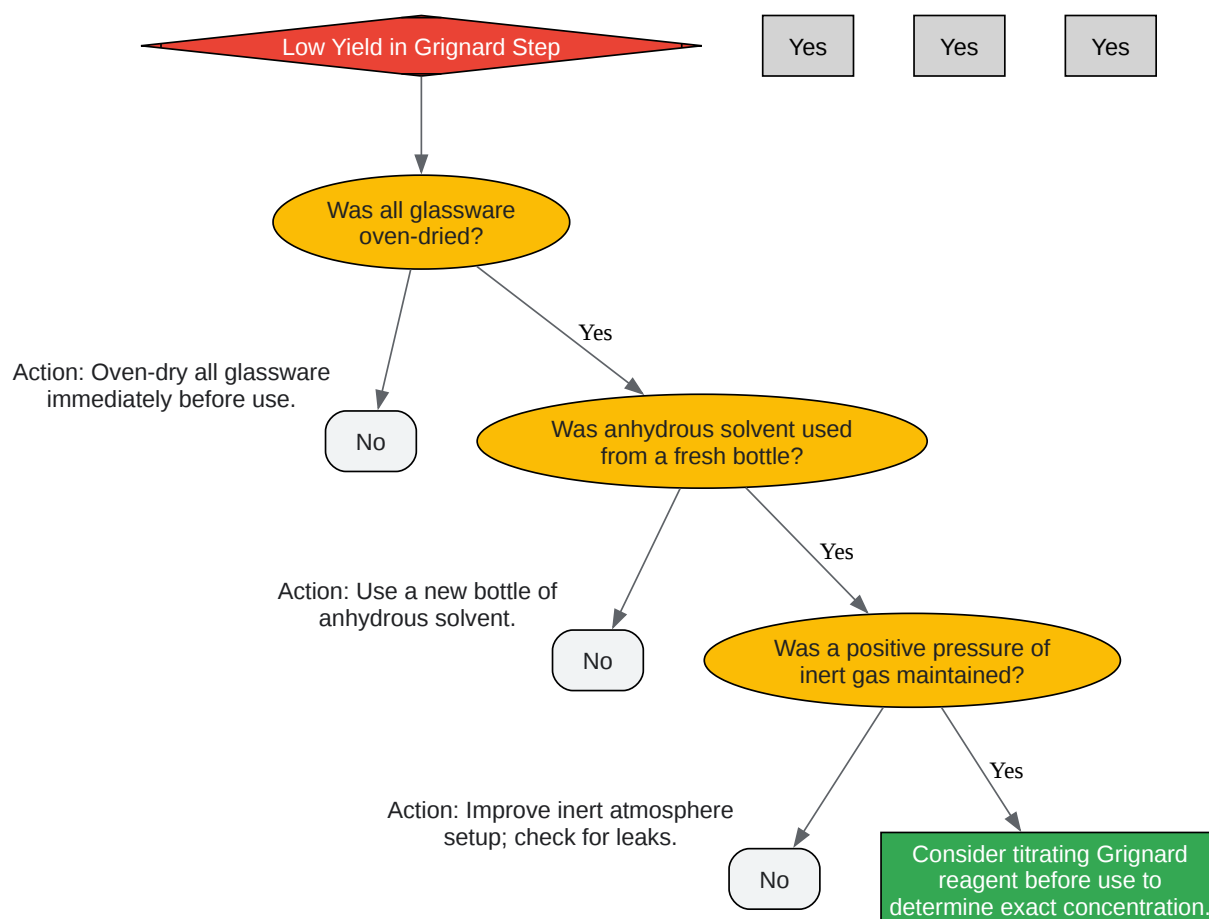 Low Yield in Grignard Step
Yes
Yes
Yes
Was all glassware
oven-dried?
Yes
Action: Oven-dry all glassware
immediately before use.
No
Was anhydrous solvent used
from a fresh bottle?
Yes
Action: Use a new bottle of
anhydrous solvent.
No
Was a positive pressure of
inert gas maintained?
Yes
Action: Improve inert atmosphere
setup; check for leaks.
No
Consider titrating Grignard
reagent before use to
determine exact concentration.